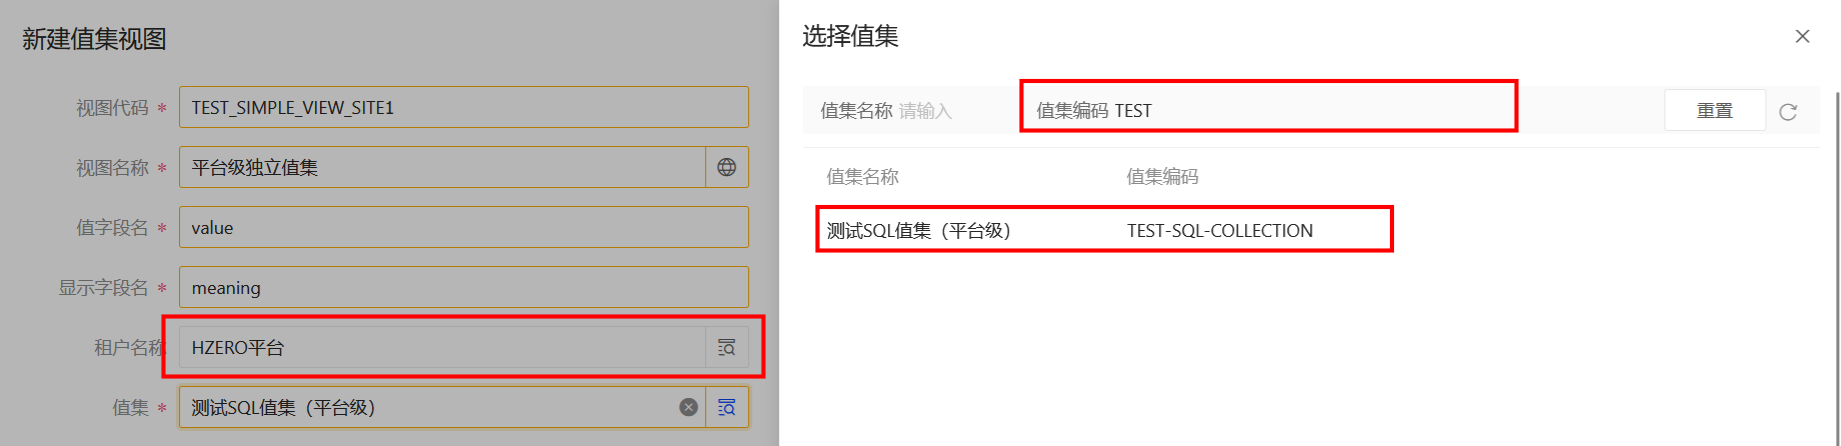 新建值集视图
视图代码 * TEST_SIMPLE_VIEW_SITE1
视图名称 * 平台级独立值集
值字段名 * value
显示字段名 * meaning
租户名称 HZERO平台
值集 * 测试SQL值集（平台级）
选择值集
值集名称 请输入 值集编码 TEST 重置
值集名称 值集编码
测试SQL值集（平台级） TEST-SQL-COLLECTION